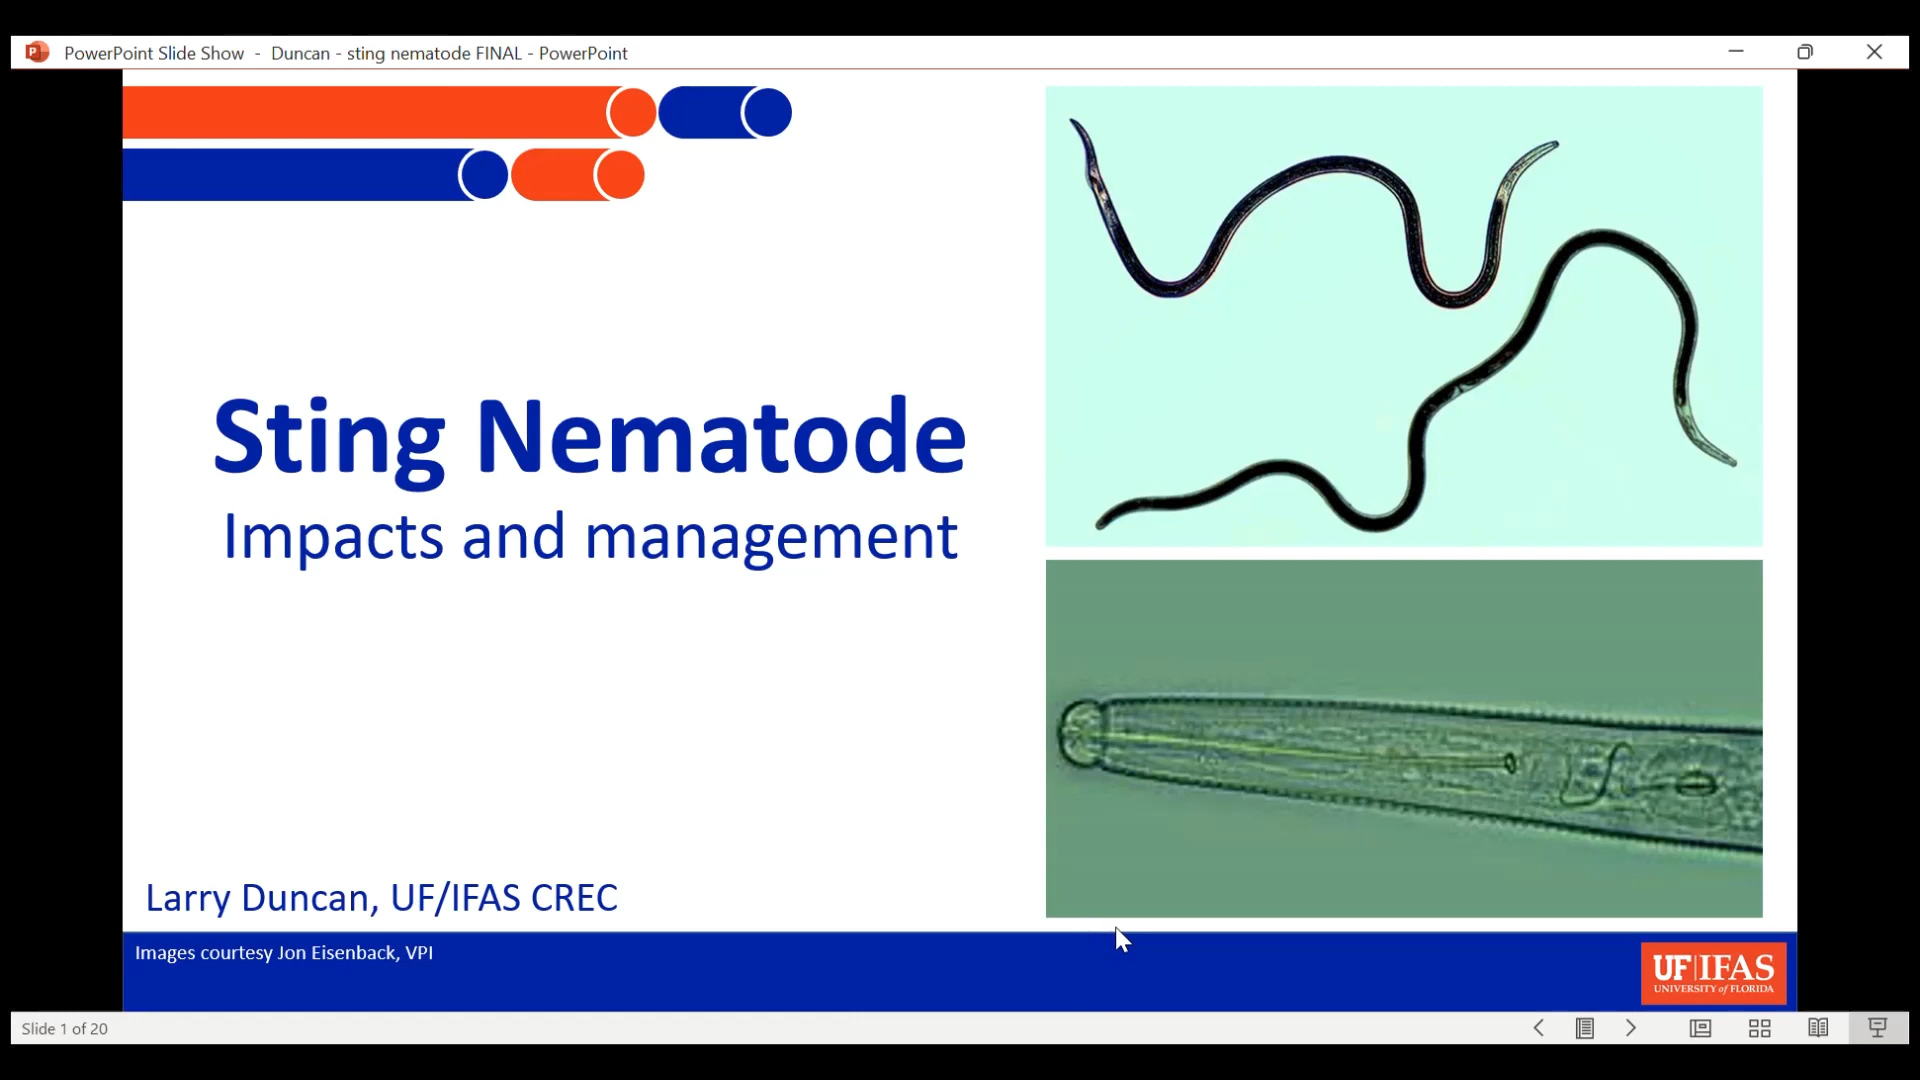 PowerPoint Slide Show - Duncan - sting nematode FINAL - PowerPoint
Sting Nematode
Impacts and management
Larry Duncan, UF/IFAS CREC
Images courtesy Jon Eisenback, VPI
UF|IFAS
UNIVERSITY of FLORIDA
Slide 1 of 20